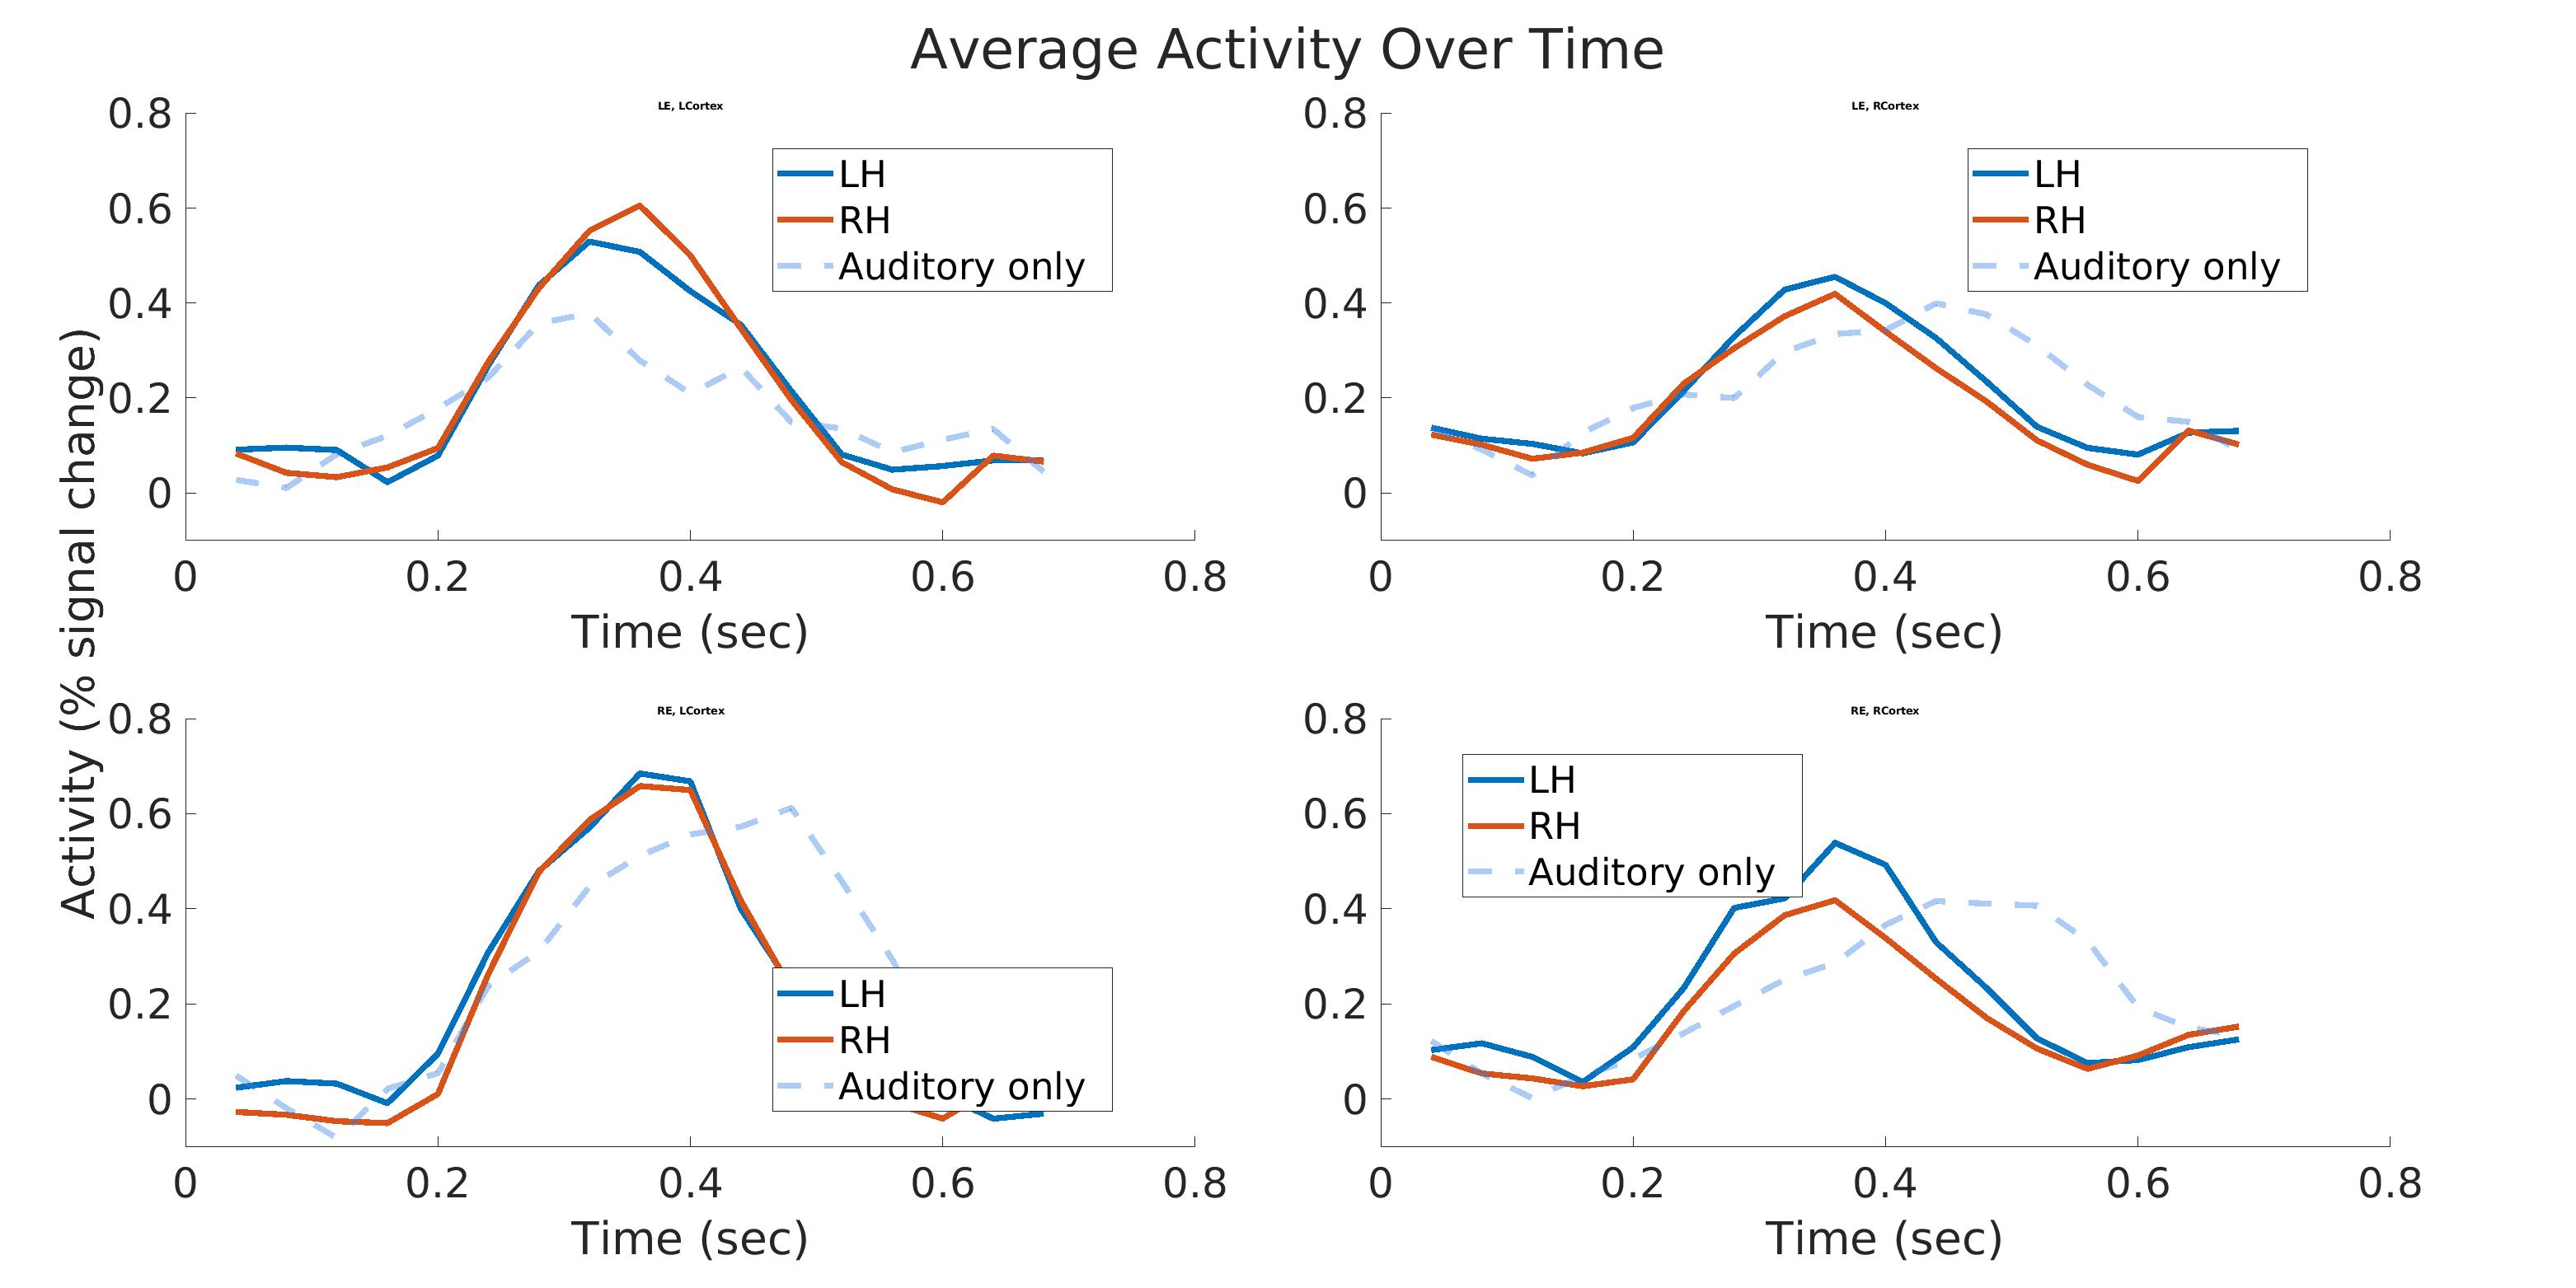 Average Activity Over Time
Activity (% signal change)
LE, LCortex
0.8
0.6
0.4
0.2
0
LH
RH
Auditory only
0 0.2 0.4 0.6 0.8
Time (sec)
LE, RCortex
0.8
0.6
0.4
0.2
0
LH
RH
Auditory only
0 0.2 0.4 0.6 0.8
Time (sec)
RE, LCortex
0.8
0.6
0.4
0.2
0
LH
RH
Auditory only
0 0.2 0.4 0.6 0.8
Time (sec)
RE, RCortex
0.8
0.6
0.4
0.2
0
LH
RH
Auditory only
0 0.2 0.4 0.6 0.8
Time (sec)